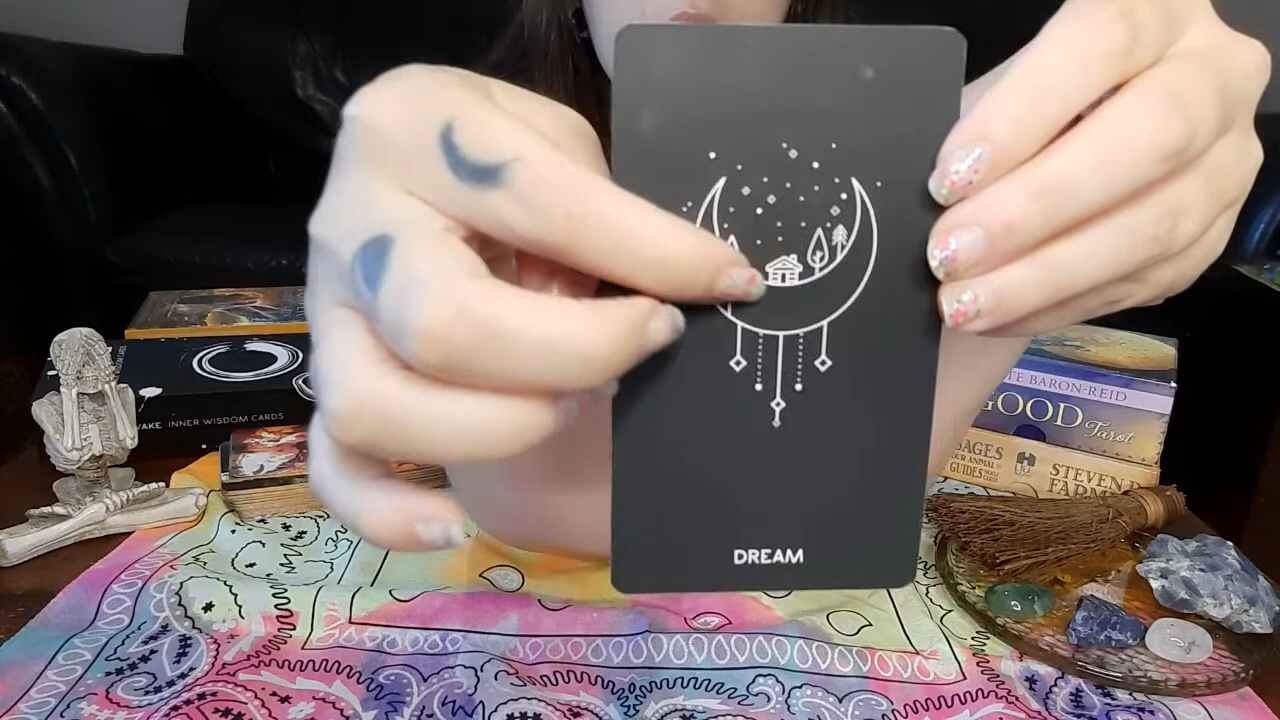 DREAM
INNER WISDOM CARDS
TE BARON-REID
GOOD
Tarot
SAGES
GUIDES
STEVEN D
FARM